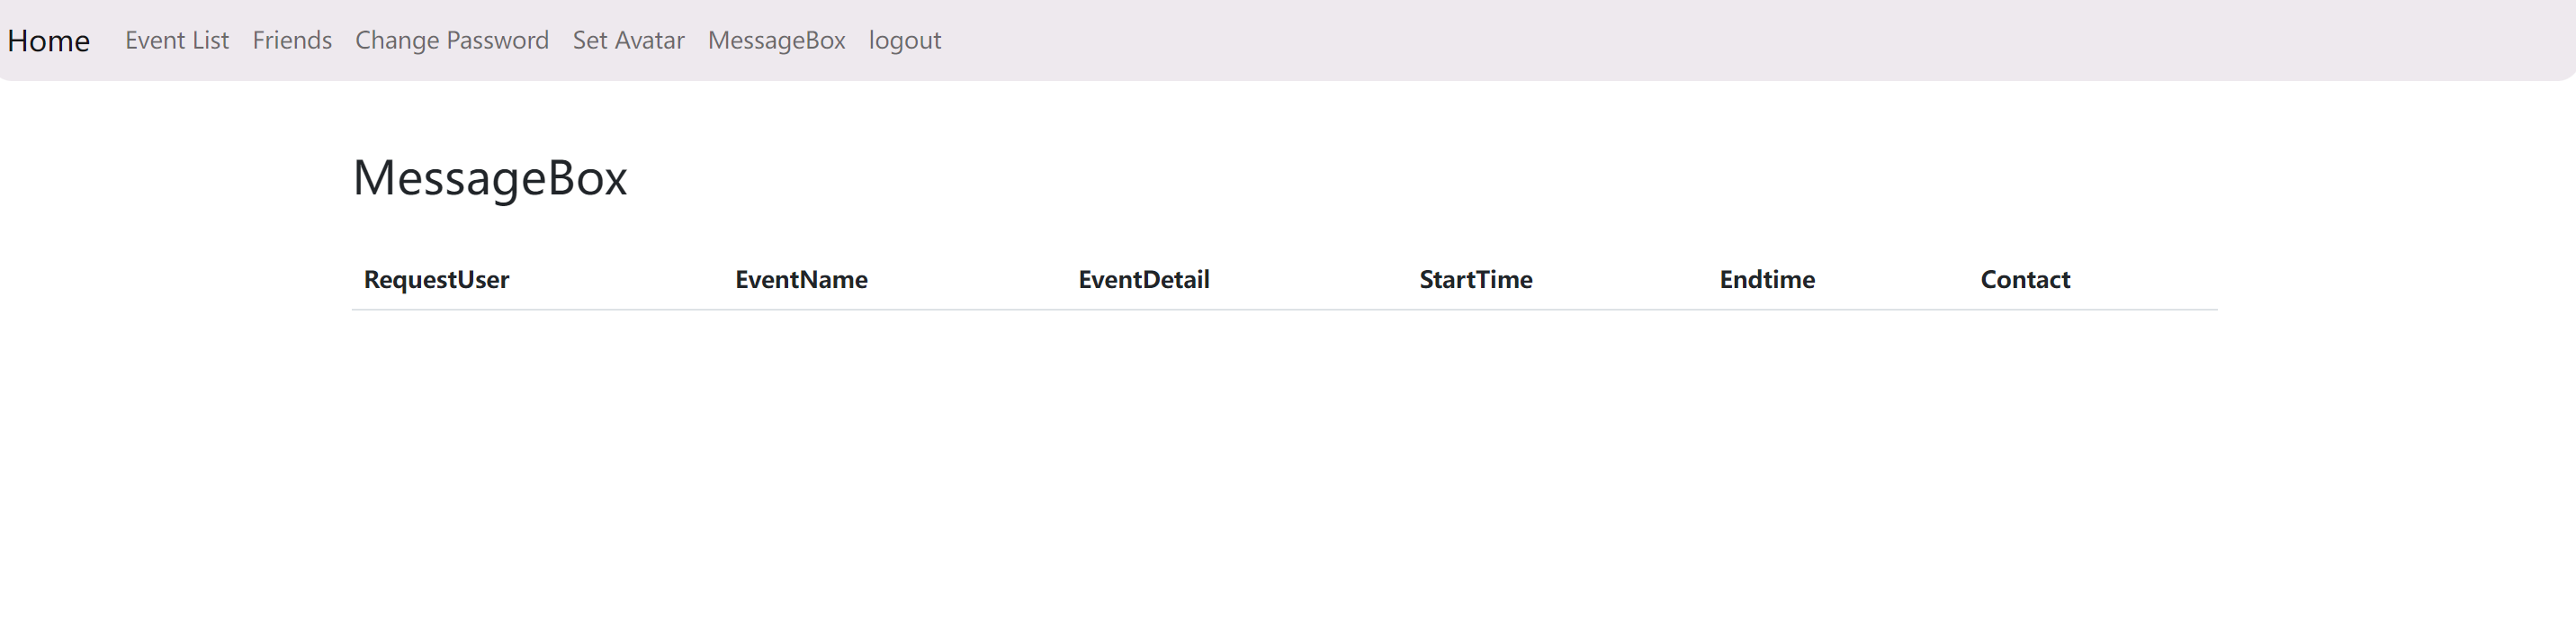 Home Event List Friends Change Password Set Avatar MessageBox logout
MessageBox
RequestUser EventName EventDetail StartTime Endtime Contact